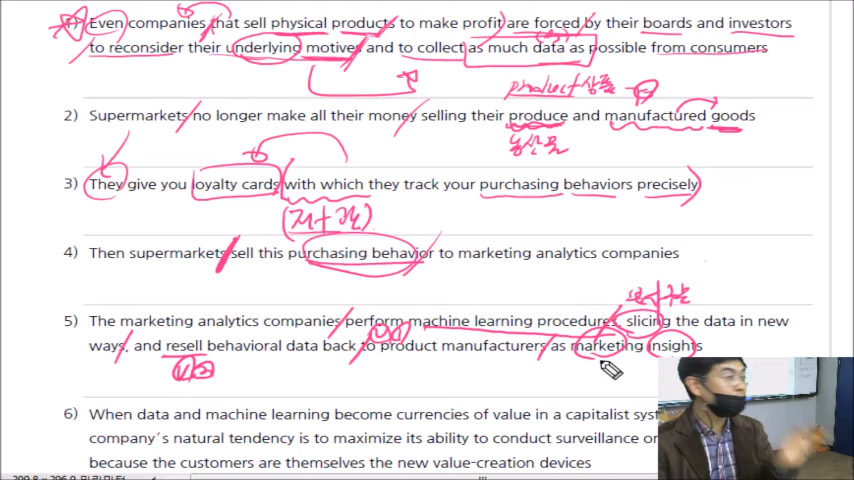 1) Even companies that sell physical products to make profit are forced by their boards and investors
to reconsider their underlying motives and to collect as much data as possible from consumers
product 상품
2) Supermarkets no longer make all their money selling their produce and manufactured goods
농산물
3) They give you loyalty cards with which they track your purchasing behaviors precisely
(전+관)
4) Then supermarkets sell this purchasing behavior to marketing analytics companies
분사구문
5) The marketing analytics companies perform machine learning procedures, slicing the data in new
ways, and resell behavioral data back to product manufacturers as marketing insights
6) When data and machine learning become currencies of value in a capitalist
company's natural tendency is to maximize its ability to conduct surveillance
because the customers are themselves the new value-creation devices